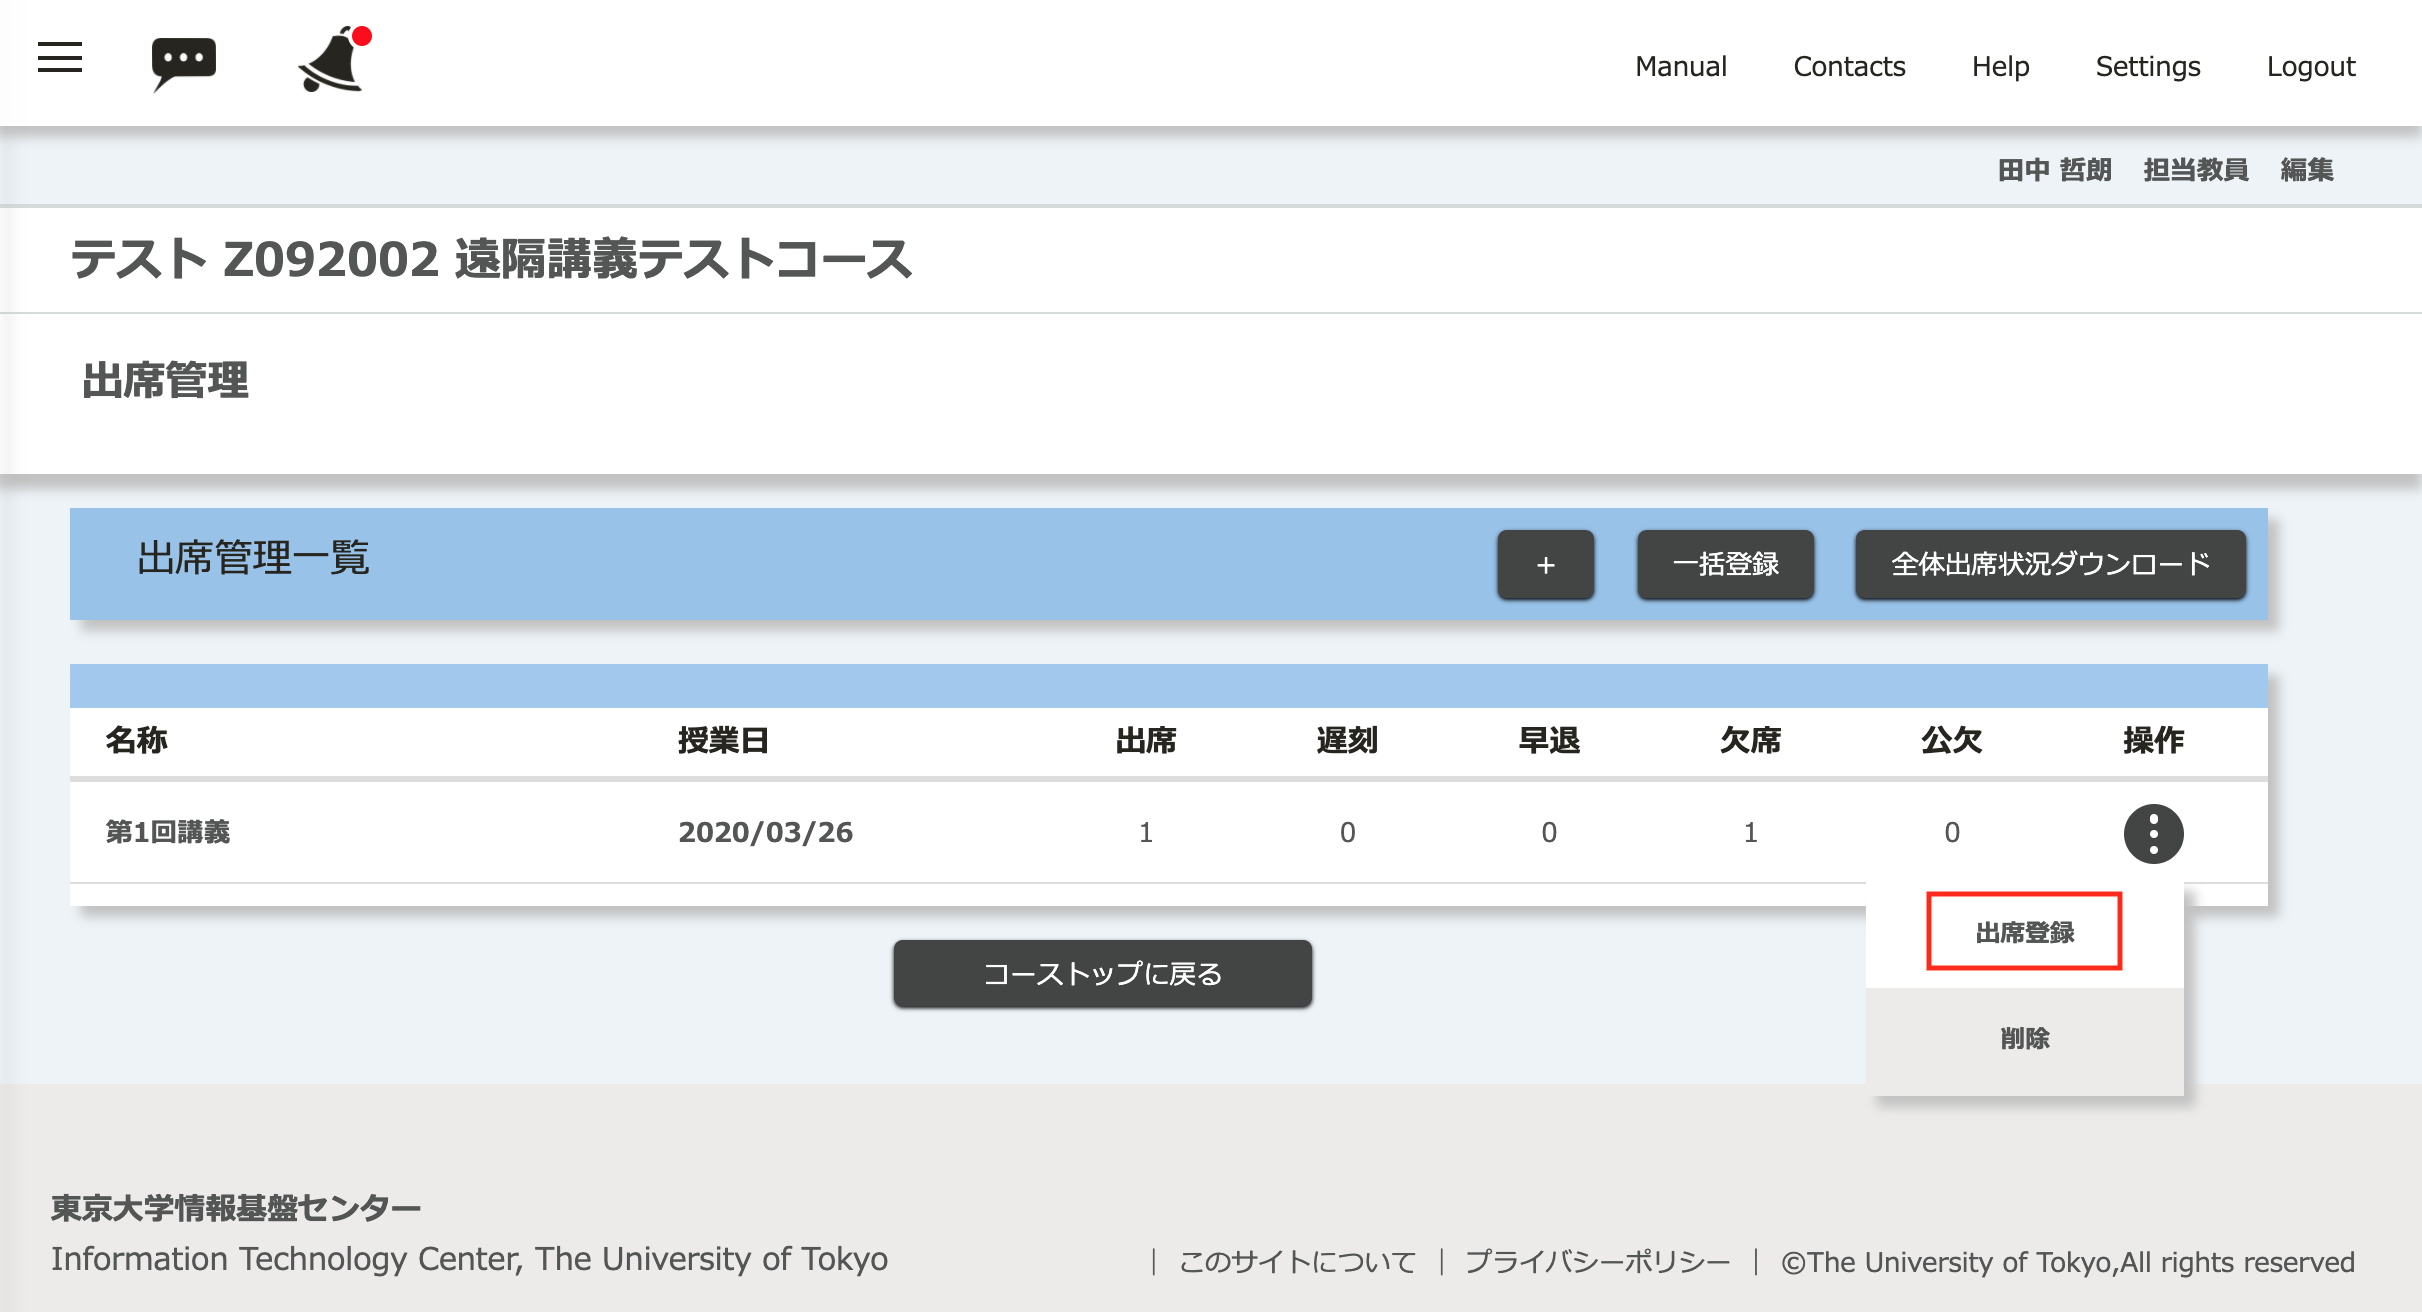 Manual Contacts Help Settings Logout
田中 哲朗 担当教員 編集
テスト Z092002 遠隔講義テストコース
出席管理
出席管理一覧 + 一括登録 全体出席状況ダウンロード
名称 授業日 出席 遅刻 早退 欠席 公欠 操作
第1回講義 2020/03/26 1 0 0 1 0
出席登録
コーストップに戻る
削除
東京大学情報基盤センター
Information Technology Center, The University of Tokyo
｜ このサイトについて ｜ プライバシーポリシー ｜ ©The University of Tokyo,All rights reserved